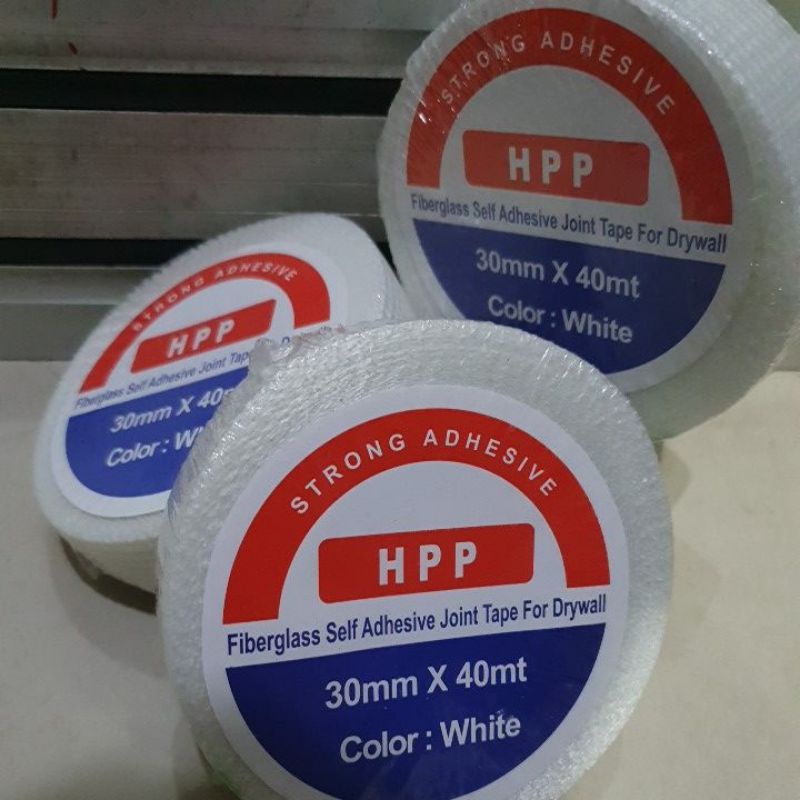 STRONG ADHESIVE
HPP
Fiberglass Self Adhesive Joint Tape For Drywall
30mm X 40mt
Color : White
STRONG ADHESIVE
HPP
Fiberglass Self Adhesive Joint Tape
30mm X 40
Color :
STRONG ADHESIVE
HPP
Fiberglass Self Adhesive Joint Tape For Drywall
30mm X 40mt
Color : White